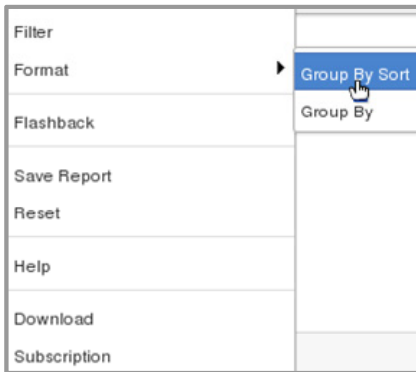 Filter
Format
Group By Sort
Group By
Flashback
Save Report
Reset
Help
Download
Subscription